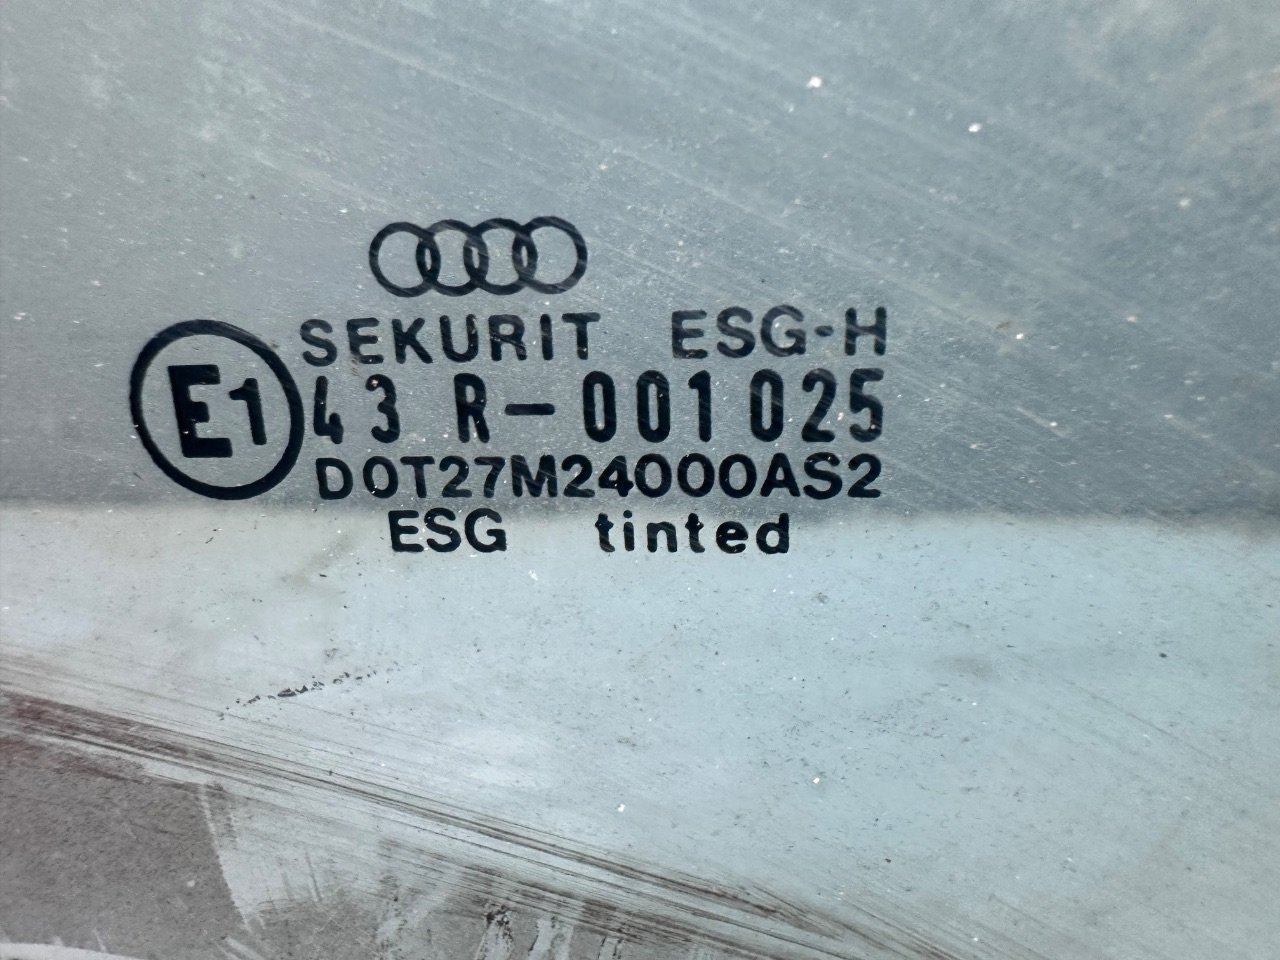 SEKURIT ESG-H
E1 43 R-001025
DOT27M24000AS2
ESG tinted